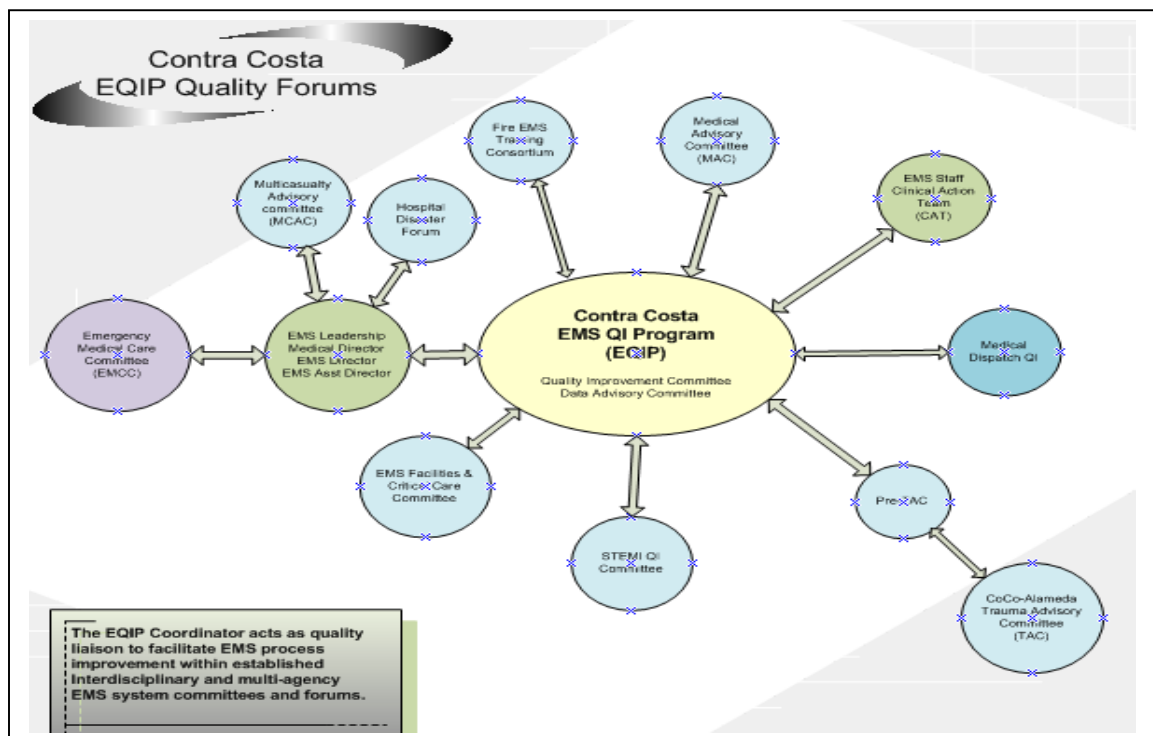 Contra Costa
EQIP Quality Forums
Fire EMS
Training
Consortium
Medical
Advisory
Committee
(MAC)
EMS Staff
Clinical Action
Team
(CAT)
Multicasualty
Advisory
committee
(MCAC)
Hospital
Disaster
Forum
Emergency
Medical Care
Committee
(EMCC)
EMS Leadership
Medical Director
EMS Director
EMS Asst Director
Contra Costa
EMS QI Program
(EQIP)
Quality Improvement Committee
Data Advisory Committee
Medical
Dispatch QI
EMS Facilities &
Critical Care
Committee
STEMI QI
Committee
Pre-TAC
CoCo-Alameda
Trauma Advisory
Committee
(TAC)
The EQIP Coordinator acts as quality
liaison to facilitate EMS process
improvement within established
Interdisciplinary and multi-agency
EMS system committees and forums.